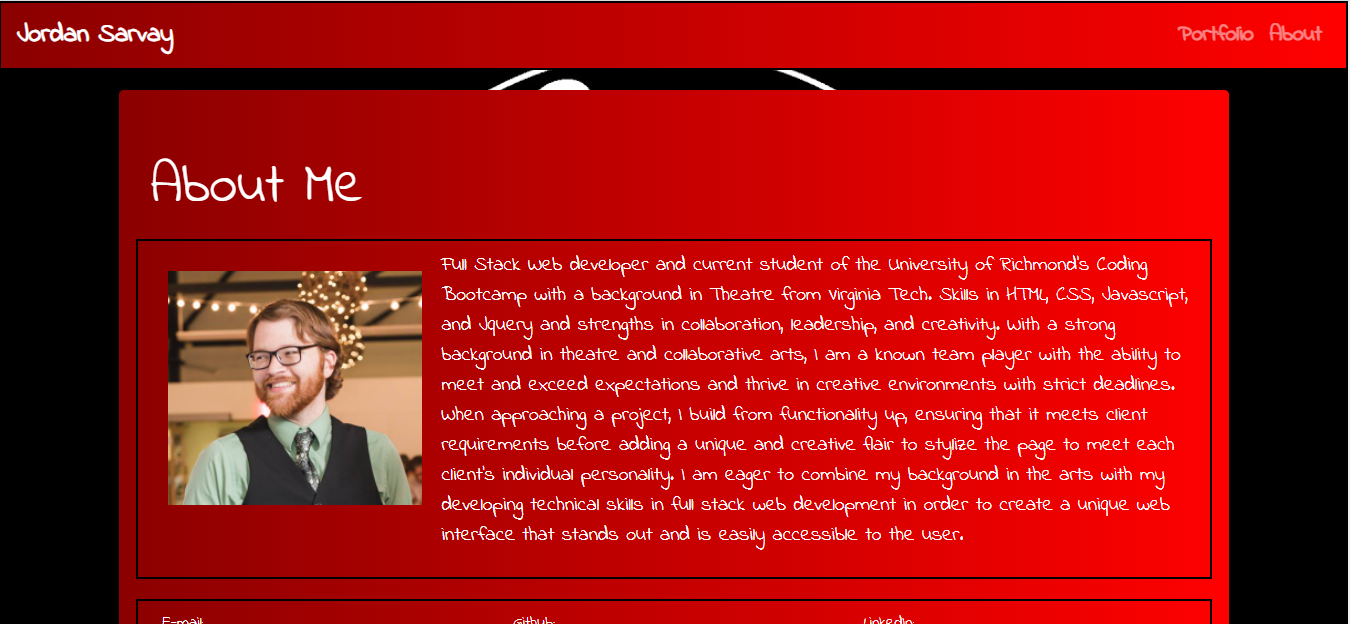 Jordan Sarvay
Portfolio About
About Me
Full Stack Web developer and current student of the University of Richmond's Coding
Bootcamp with a background in Theatre from Virginia Tech. Skills in HTML, CSS, Javascript,
and Jquery and strengths in collaboration, leadership, and creativity. With a strong
background in theatre and collaborative arts, I am a known team player with the ability to
meet and exceed expectations and thrive in creative environments with strict deadlines.
When approaching a project, I build from functionality up, ensuring that it meets client
requirements before adding a unique and creative flair to stylize the page to meet each
client's individual personality. I am eager to combine my background in the arts with my
developing technical skills in full stack web development in order to create a unique web
interface that stands out and is easily accessible to the user.
E-mail: Github: LinkedIn: